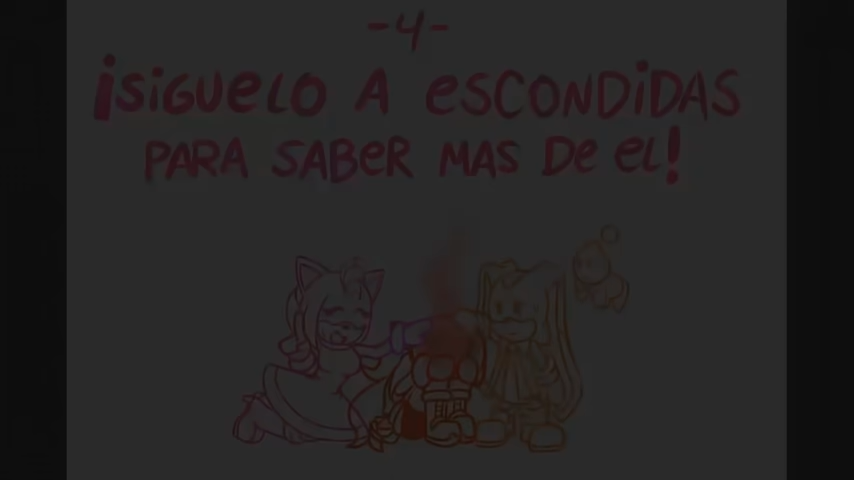 -4-
¡SiGUeLO A eSCONDiDAS
PARA SABeR MAS De eL!